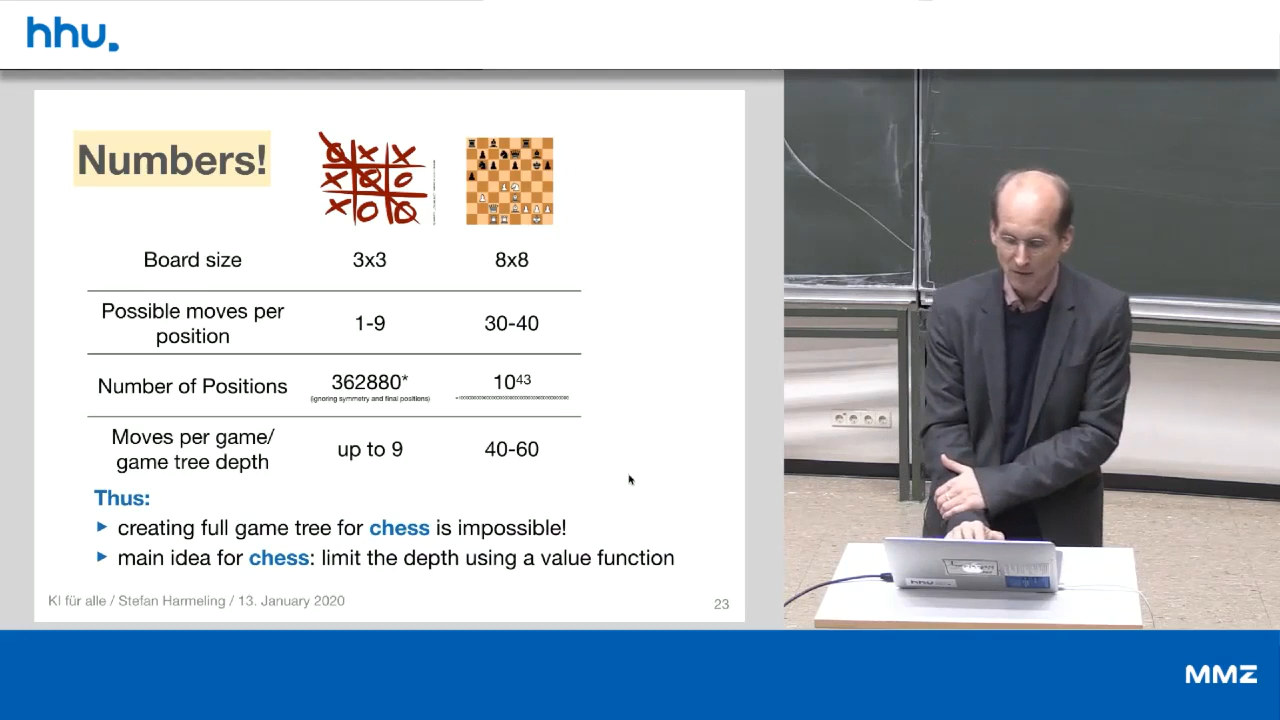 hhu.
Numbers!
Board size 3x3 8x8
Possible moves per
position 1-9 30-40
Number of Positions 362880* 10⁴³
(ignoring symmetry and final positions)
Moves per game/
game tree depth up to 9 40-60
Thus:
creating full game tree for chess is impossible!
main idea for chess: limit the depth using a value function
KI für alle / Stefan Harmeling / 13. January 2020
23
hhu
MMZ